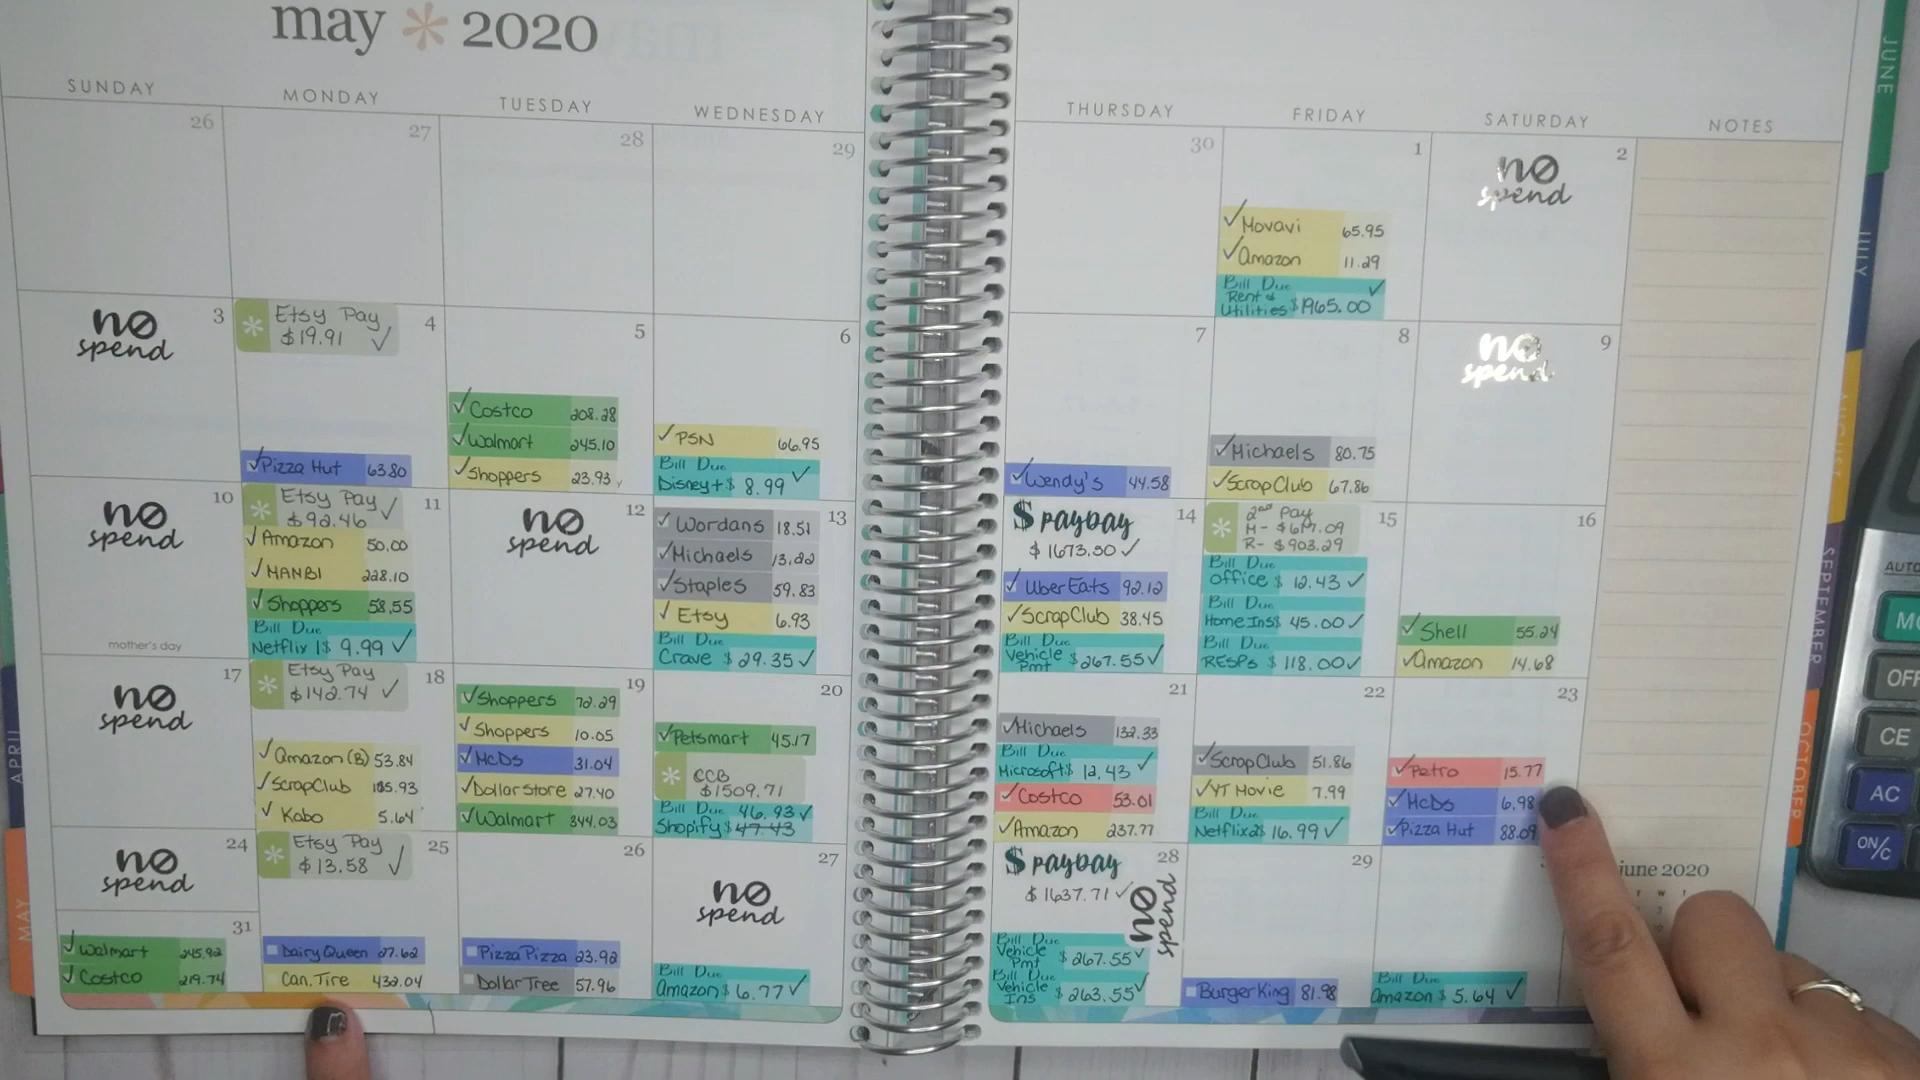 may * 2020
SUNDAY
MONDAY
TUESDAY
WEDNESDAY
THURSDAY
FRIDAY
SATURDAY
NOTES
26
27
28
29
30
1
✓ Movavi 65.95
✓ Amazon 11.29
Bill Due ✓
Rent &
Utilities $1965.00
2
no
spend
3
no
spend
4
Etsy Pay
$19.91 ✓
✓ Pizza Hut 63.80
5
✓ Costco 208.28
✓ Walmart 245.10
✓ Shoppers 23.93
6
✓ PSN 66.95
Bill Due
Disney+ $ 8.99 ✓
7
✓ Wendy's 44.58
8
✓ Michaels 80.75
✓ ScrapClub 67.86
9
no
spend
10
no
spend
mother's day
11
Etsy Pay ✓
$92.46
✓ Amazon 50.00
✓ MANBI 228.10
✓ Shoppers 58.55
Bill Due
Netflix 1 $ 9.99 ✓
12
no
spend
13
✓ Wordans 18.51
✓ Michaels 13.22
✓ Staples 59.83
✓ Etsy 6.93
Bill Due
Crave $ 29.35 ✓
14
$ payday
$ 1673.50 ✓
✓ UberEats 92.12
✓ ScrapClub 38.45
Bill Due
Vehicle $267.55 ✓
Pmt
15
2nd Pay
R- $903.29
Bill Due
Office $ 12.43 ✓
Bill Due
Home Ins $ 45.00 ✓
Bill Due
RESPs $ 118.00 ✓
16
✓ Shell 55.24
✓ Amazon 14.68
17
no
spend
18
Etsy Pay
$142.74 ✓
✓ Amazon (B) 53.84
✓ ScrapClub
✓ Kobo 5.64
19
✓ Shoppers 72.29
✓ Shoppers 10.05
✓ McDs 31.04
✓ Dollar Store 27.40
✓ Walmart 344.03
20
✓ Petsmart 45.17
CCB
$1509.71
Bill Due 46.93 ✓
Shopify $ 47.43
21
✓ Michaels 132.33
Bill Due
Microsoft $ 12.43 ✓
✓ Costco 53.01
✓ Amazon 237.77
22
✓ ScrapClub 51.86
✓ YT Movie 7.99
Bill Due
Netflix 2 $ 16.99 ✓
23
✓ Petro 15.77
✓ McDs 6.98
✓ Pizza Hut 88.09
24
no
spend
31
✓ Walmart 245.92
✓ Costco 219.74
25
Etsy Pay
$13.58 ✓
Dairy Queen 27.62
Can. Tire 432.04
26
Pizza Pizza 23.92
Dollar Tree 57.96
27
no
spend
Bill Due
Amazon $ 6.77 ✓
28
$ payday
$ 1637.71 ✓
no
spend
Bill Due
Vehicle $ 267.55 ✓
Pmt
Bill Due
Vehicle $ 263.55 ✓
Ins
29
Burger King 81.98
Bill Due
Amazon $ 5.64 ✓
june 2020
APRIL
MAY
JUNE
JULY
AUGUST
SEPTEMBER
OCTOBER
AUTO
OFF
CE
AC
ON/C